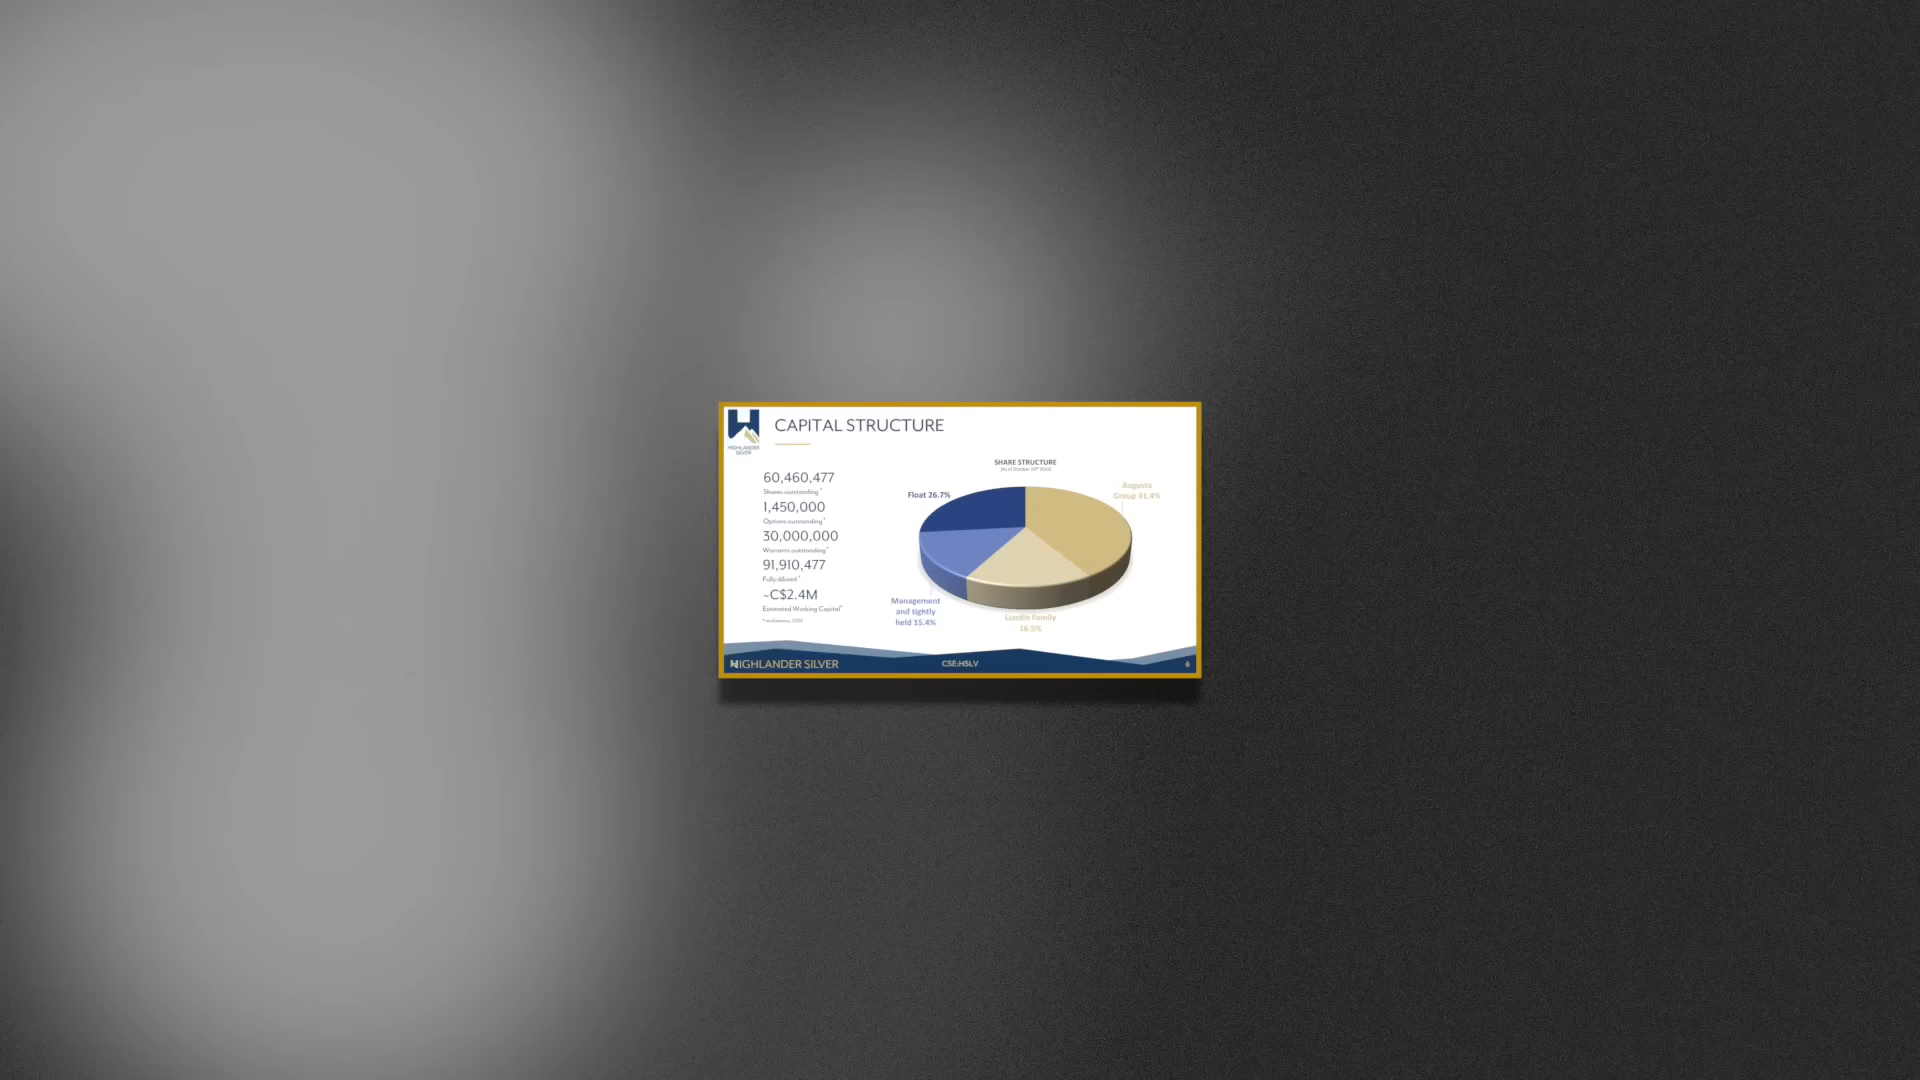 HIGHLANDER
SILVER
CAPITAL STRUCTURE
60,460,477
Shares outstanding *
1,450,000
Options outstanding *
30,000,000
Warrants outstanding *
91,910,477
Fully diluted *
~C$2.4M
Estimated Working Capital *
SHARE STRUCTURE
Float 26.7%
Augusta
Group 41.4%
Management
and tightly
held 15.4%
Lundin Family
16.5%
HIGHLANDER SILVER
CSE:HSLV
6